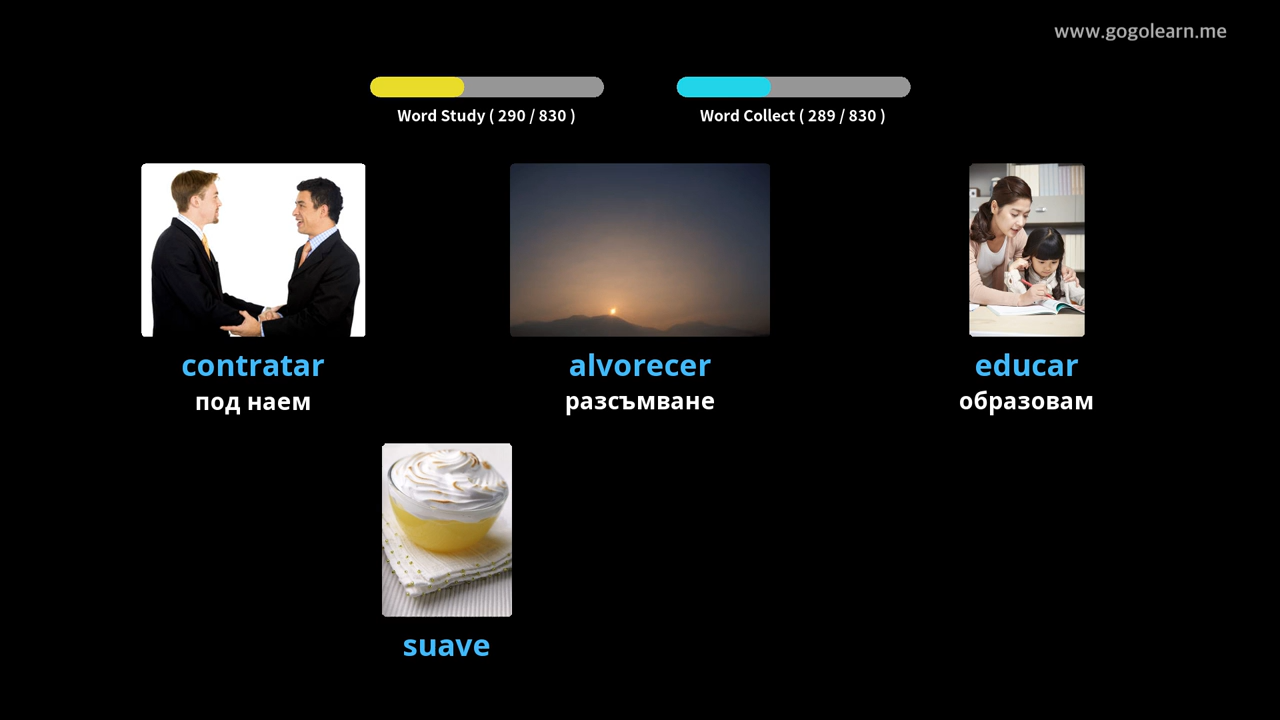 www.gogolearn.me
Word Study ( 290 / 830 )
Word Collect ( 289 / 830 )
contratar
под наем
alvorecer
разсъмване
educar
образовам
suave